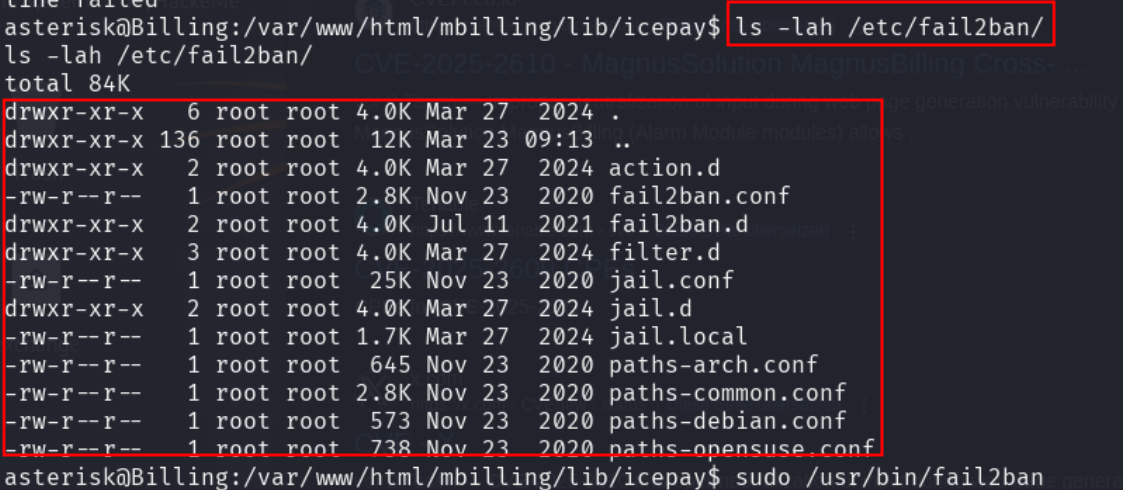 line failed
asterisk@Billing:/var/www/html/mbilling/lib/icepay$ ls -lah /etc/fail2ban/
ls -lah /etc/fail2ban/
total 84K
drwxr-xr-x   6 root root 4.0K Mar 27  2024 .
drwxr-xr-x 136 root root  12K Mar 23 09:13 ..
drwxr-xr-x   2 root root 4.0K Mar 27  2024 action.d
-rw-r--r--   1 root root 2.8K Nov 23  2020 fail2ban.conf
drwxr-xr-x   2 root root 4.0K Jul 11  2021 fail2ban.d
drwxr-xr-x   3 root root 4.0K Mar 27  2024 filter.d
-rw-r--r--   1 root root  25K Nov 23  2020 jail.conf
drwxr-xr-x   2 root root 4.0K Mar 27  2024 jail.d
-rw-r--r--   1 root root 1.7K Mar 27  2024 jail.local
-rw-r--r--   1 root root  645 Nov 23  2020 paths-arch.conf
-rw-r--r--   1 root root 2.8K Nov 23  2020 paths-common.conf
-rw-r--r--   1 root root  573 Nov 23  2020 paths-debian.conf
-rw-r--r--   1 root root  738 Nov 23  2020 paths-opensuse.conf
asterisk@Billing:/var/www/html/mbilling/lib/icepay$ sudo /usr/bin/fail2ban
CVE-2025-2610 - MagnusSolution MagnusBilling Cross- ...
(Alarm Module modules) allows ...